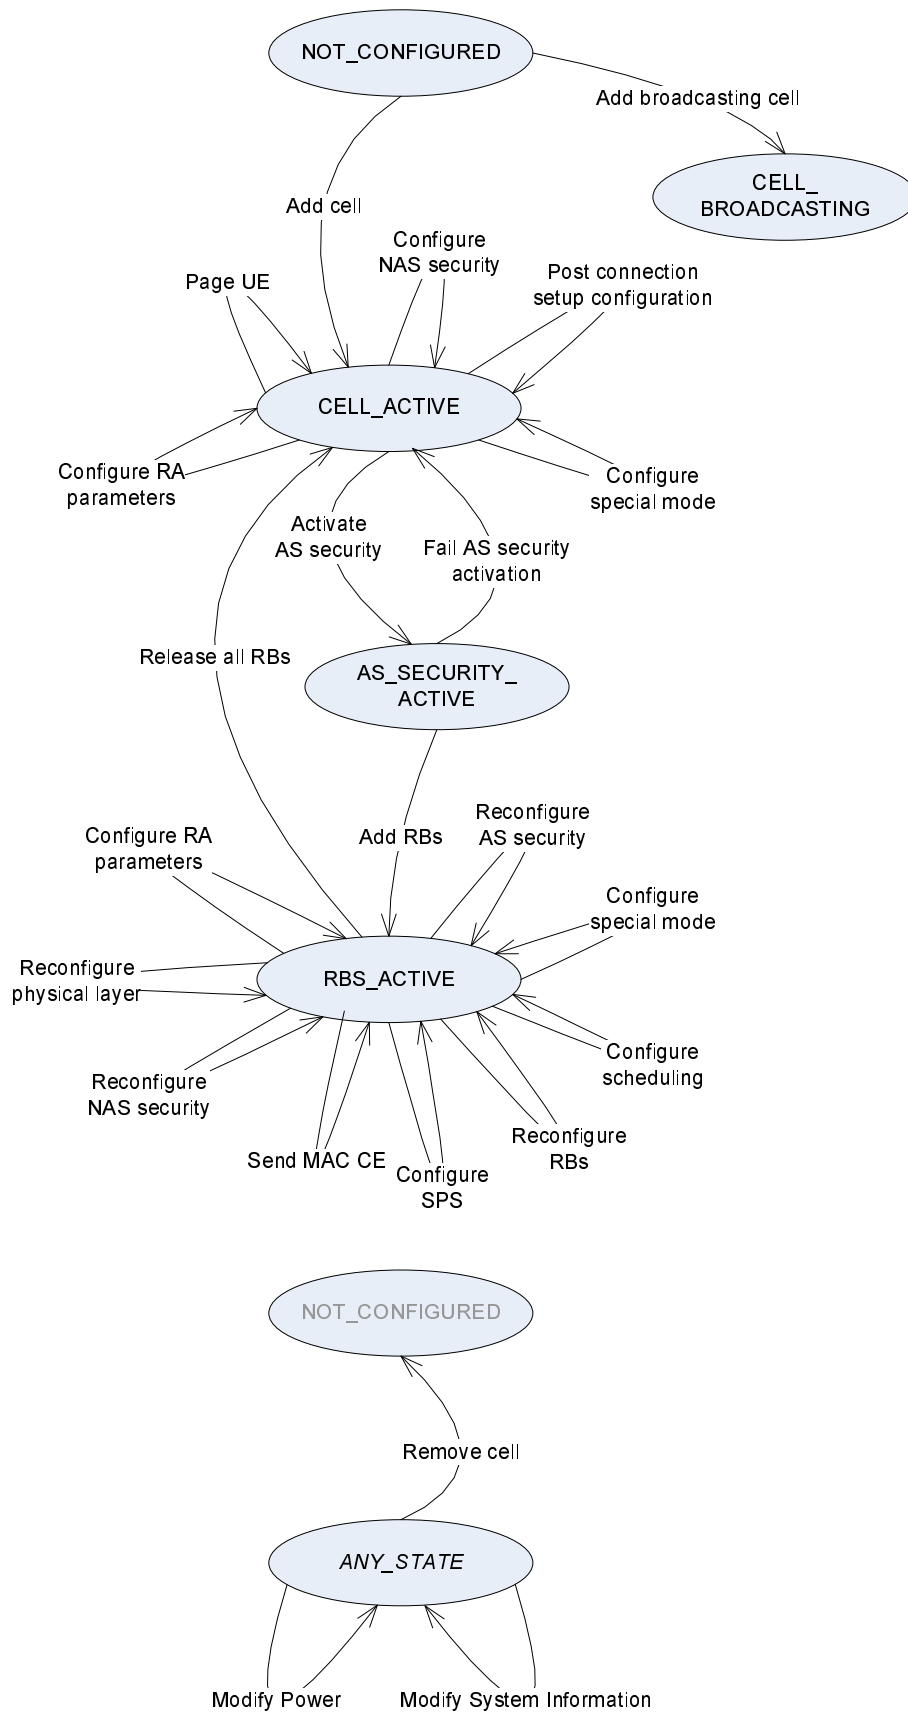 NOT_CONFIGURED
Add broadcasting cell
CELL_
BROADCASTING
Add cell
Configure
NAS security
Page UE
Post connection
setup configuration
CELL_ACTIVE
Configure RA
parameters
Configure
special mode
Activate
AS security
Fail AS security
activation
Release all RBs
AS_SECURITY_
ACTIVE
Add RBs
Reconfigure
AS security
Configure RA
parameters
Configure
special mode
Reconfigure
physical layer
RBS_ACTIVE
Configure
scheduling
Reconfigure
NAS security
Send MAC CE
Configure
SPS
Reconfigure
RBs
NOT_CONFIGURED
Remove cell
ANY_STATE
Modify Power
Modify System Information